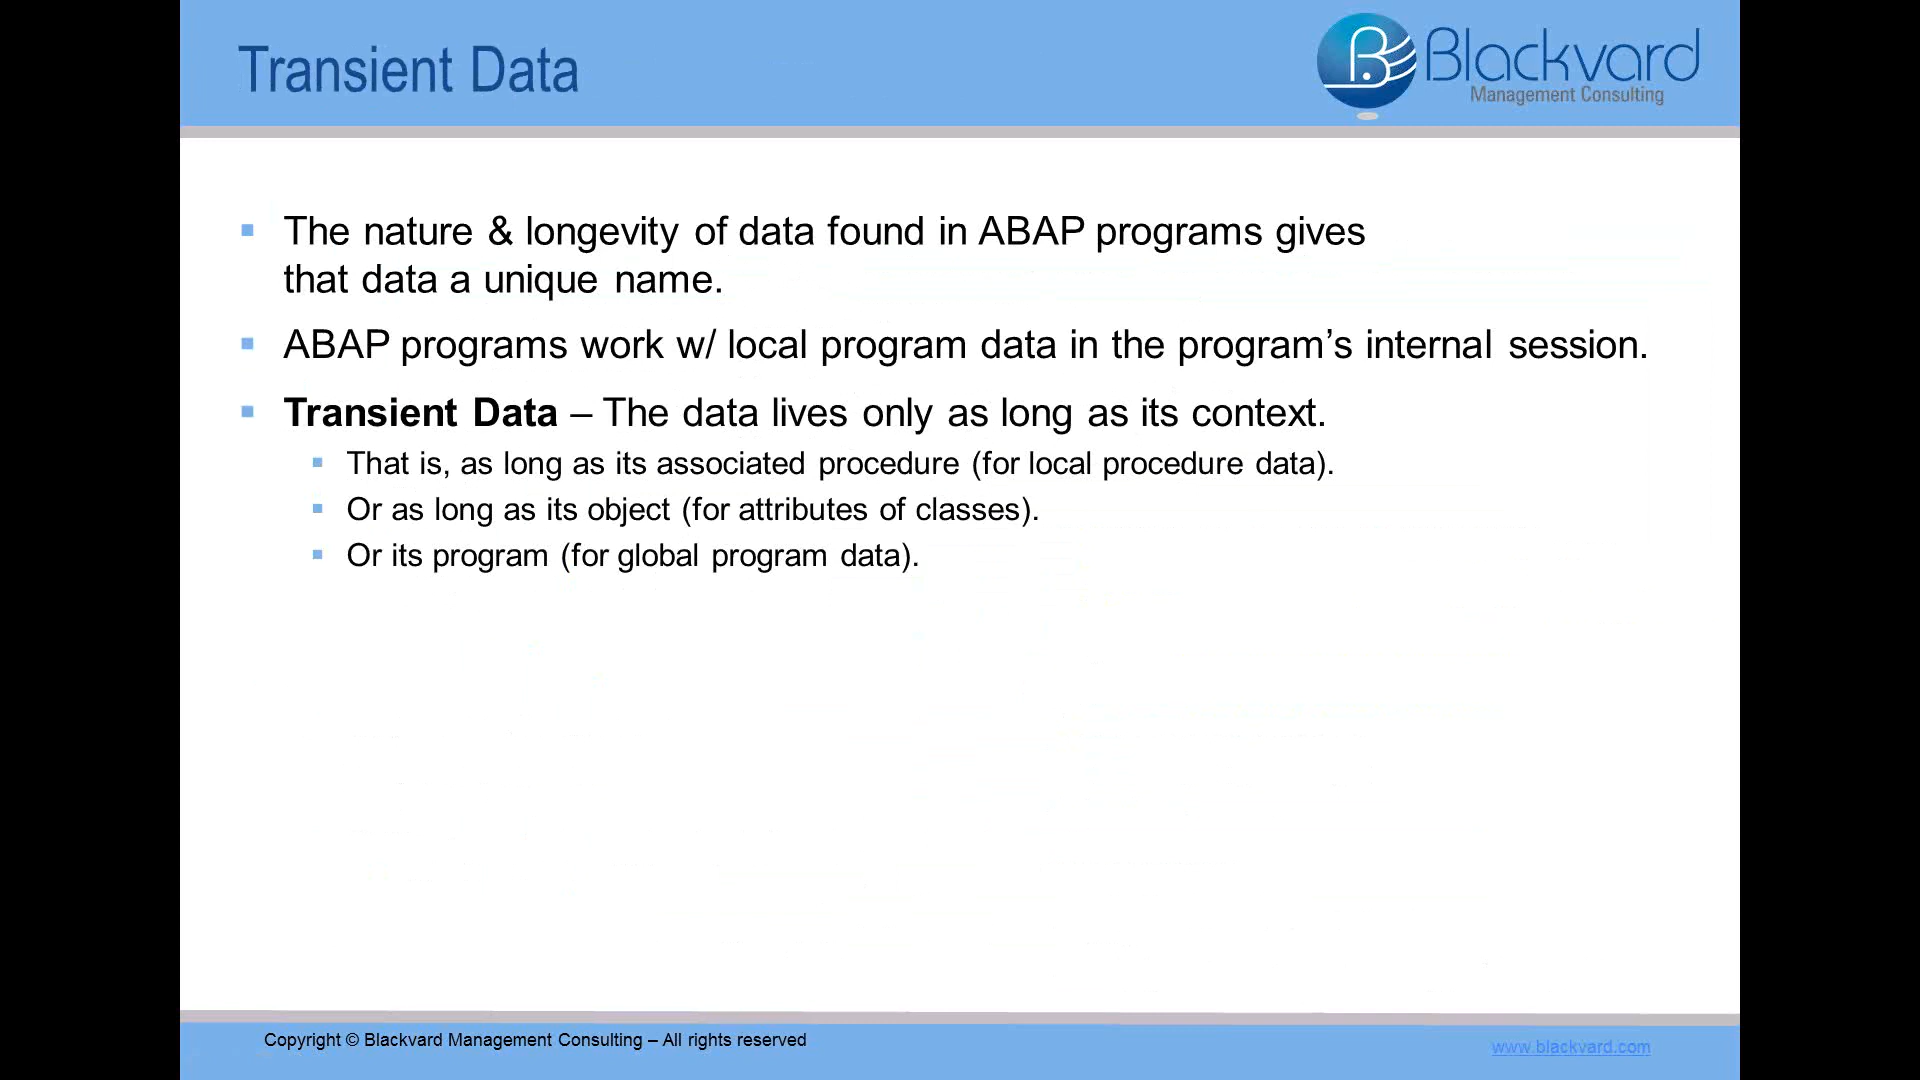 Transient Data
Blackvard
Management Consulting
The nature & longevity of data found in ABAP programs gives
that data a unique name.
ABAP programs work w/ local program data in the program’s internal session.
Transient Data – The data lives only as long as its context.
That is, as long as its associated procedure (for local procedure data).
Or as long as its object (for attributes of classes).
Or its program (for global program data).
Copyright © Blackvard Management Consulting – All rights reserved
www.blackvard.com